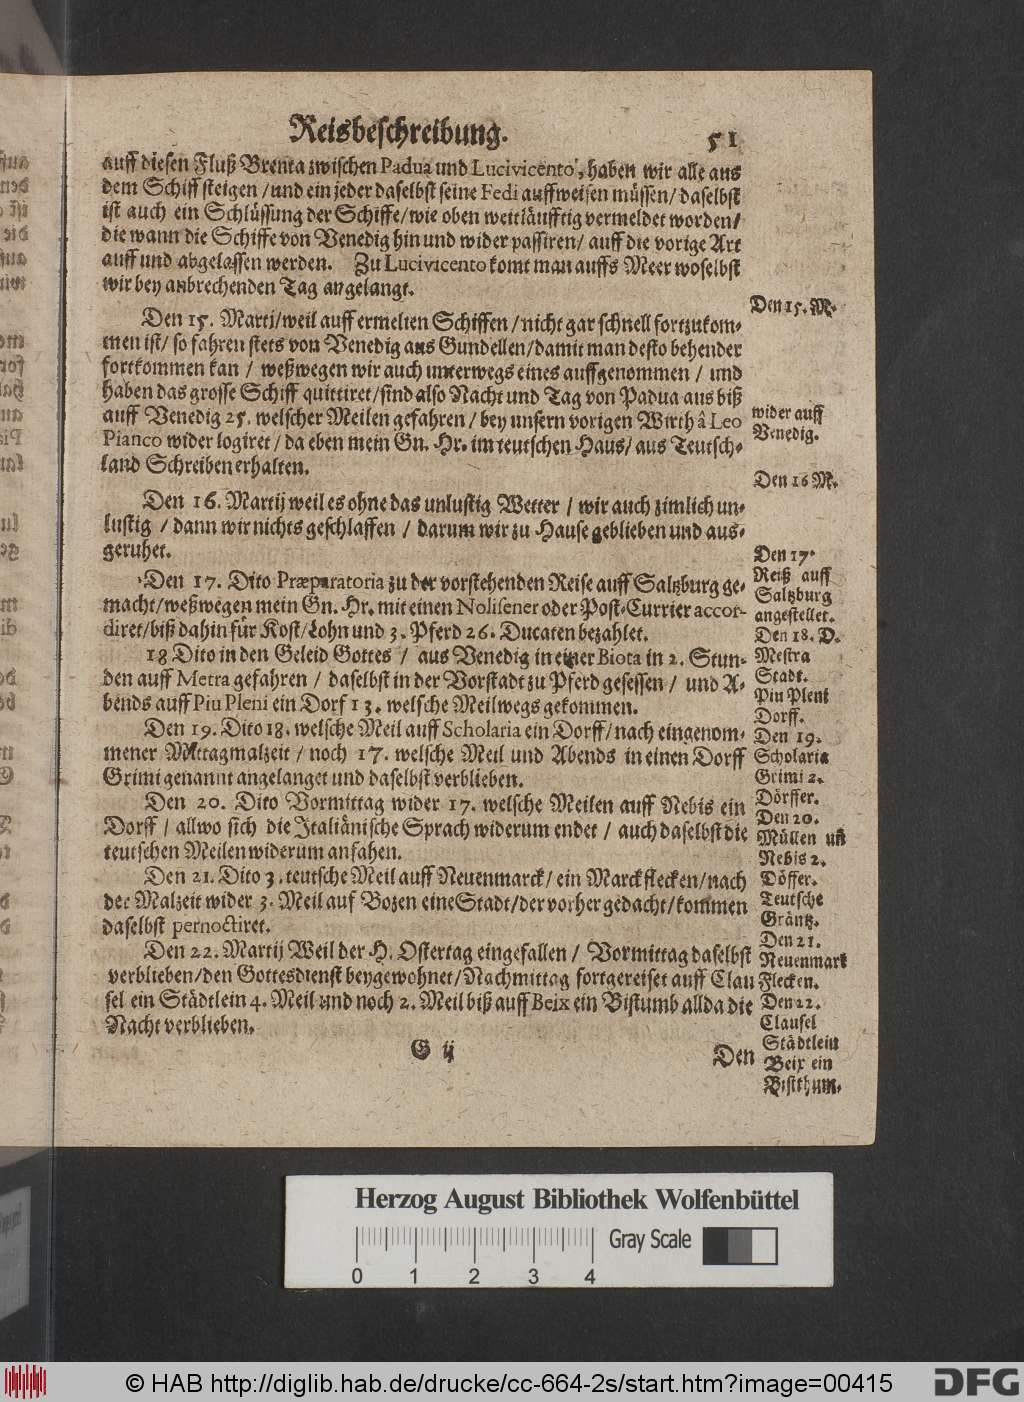 Reisbeschreibung. 51
auff diesen Fluß Brenta zwischen Padua und Lucivicento, haben wir alle aus
dem Schiff steigen / und ein jeder daselbst seine Fedi auffweisen müssen / daselbst
ist auch ein Schlüssung der Schiffe / wie oben weitläufftig vermeldet worden /
die wann die Schiffe von Venedig hin und wider passiren / auff die vorige Art
auff und abgelassen werden. Zu Lucivicento komt man auffs Meer woselbst
wir bey anbrechenden Tag angelangt.
Den 15. Martj / weil auff ermelten Schiffen / nicht gar schnell fortzukom-
men ist / so fahren stets von Venedig aus Gundellen / damit man desto behender
fortkommen kan / weßwegen wir auch unterwegs eines auffgenommen / und
haben das grosse Schiff quittiret / sind also Nacht und Tag von Padua aus biß
auff Venedig 25. welscher Meilen gefahren / bey unsern vorigen Wirth â Leo
Pianco wider logiret / da eben mein Gn. Hr. im teutschen Haus / aus Teutsch-
land Schreiben erhalten.
Den 16. Martij weil es ohne das unlustig Wetter / wir auch zimlich un-
lustig / dann wir nichts geschlaffen / darum wir zu Hause geblieben und aus-
geruhet.
Den 17. Dito Præparatoria zu der vorstehenden Reise auff Saltzburg ge-
macht / weßwegen mein Gn. Hr. mit einen Nolisener oder Post-Currier accor-
diret / biß dahin für Kost / Lohn und 3. Pferd 26. Ducaten bezahlet.
18 Dito in den Geleid Gottes / aus Venedig in einer Biota in 2. Stun-
den auff Metra gefahren / daselbst in der Vorstadt zu Pferd gesessen / und A-
bends auff Piu Pleni ein Dorf 13. welsche Meilwegs gekommen.
Den 19. Dito 18. welsche Meil auff Scholaria ein Dorff / nach eingenom-
mener Mittagmalzeit / noch 17. welsche Meil und Abends in einen Dorff
Grimi genannt angelanget und daselbst verblieben.
Den 20. Dito Vormittag wider 17. welsche Meilen auff Nebis ein
Dorff / allwo sich die Italiänische Sprach widerum endet / auch daselbst die
teutschen Meilen widerum anfahen.
Den 21. Dito 3. teutsche Meil auff Neuenmarck / ein Marckflecken / nach
der Malzeit wider 3. Meil auf Bozen eine Stadt / der vorher gedacht / kommen
daselbst pernoctiret.
Den 22. Martij Weil der H. Ostertag eingefallen / Vormittag daselbst
verblieben / den Gottesdienst beygewohnet / Nachmittag fortgereiset auff Clau
sel ein Städtlein 4. Meil und noch 2. Meil biß auff Beix ein Bistumb allda die
Nacht verblieben.
G ij Den
Den 15. M.
wider auff
Venedig.
Den 16 M.
Den 17.
Reiß auff
Saltzburg
angestellet.
Den 18. D.
Mestra
Stadt.
Piu Pleni
Dorff.
Den 19.
Scholaria
Grimi 2.
Dörffer.
Den 20.
Müllen uñ
Nebis 2.
Döffer.
Teutsche
Gräntz.
Den 21.
Neuenmark
Flecken.
Den 22.
Clausel
Städtlein
Beix ein
Bistthum.
Herzog August Bibliothek Wolfenbüttel
Gray Scale
0 1 2 3 4
© HAB http://diglib.hab.de/drucke/cc-664-2s/start.htm?image=00415
DFG